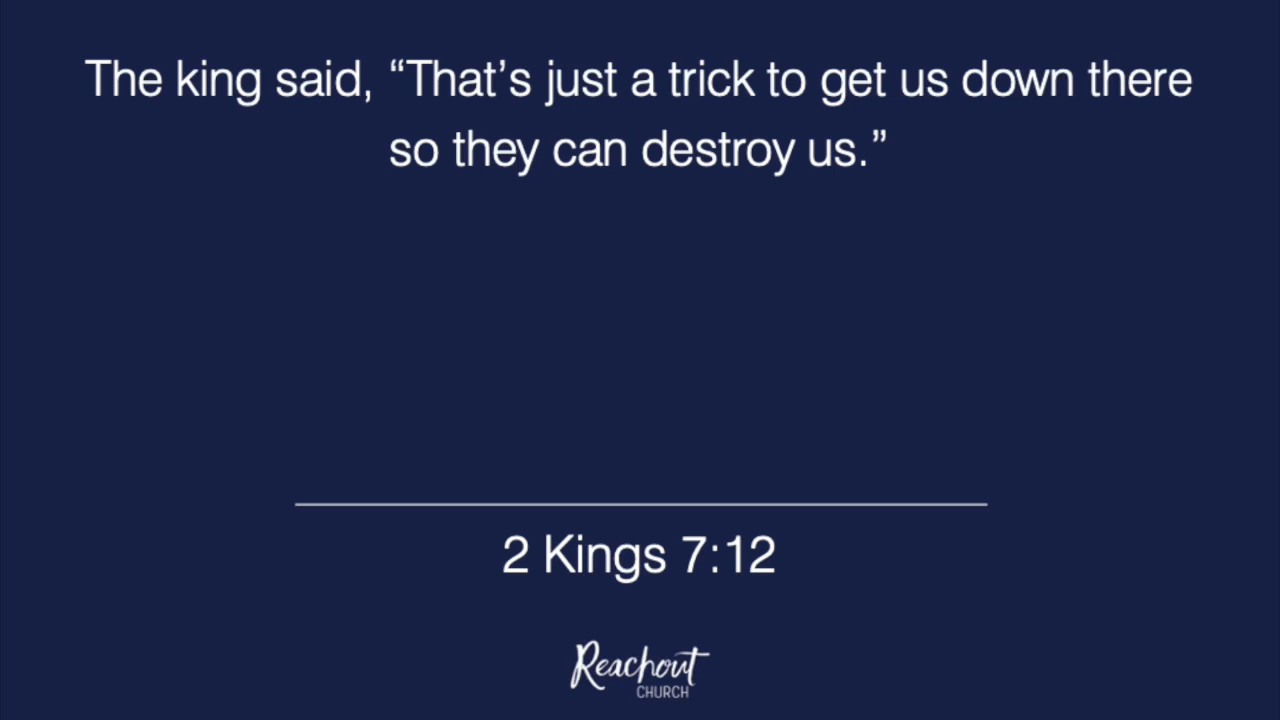 The king said, “That’s just a trick to get us down there
so they can destroy us.”
2 Kings 7:12
Reachout
CHURCH